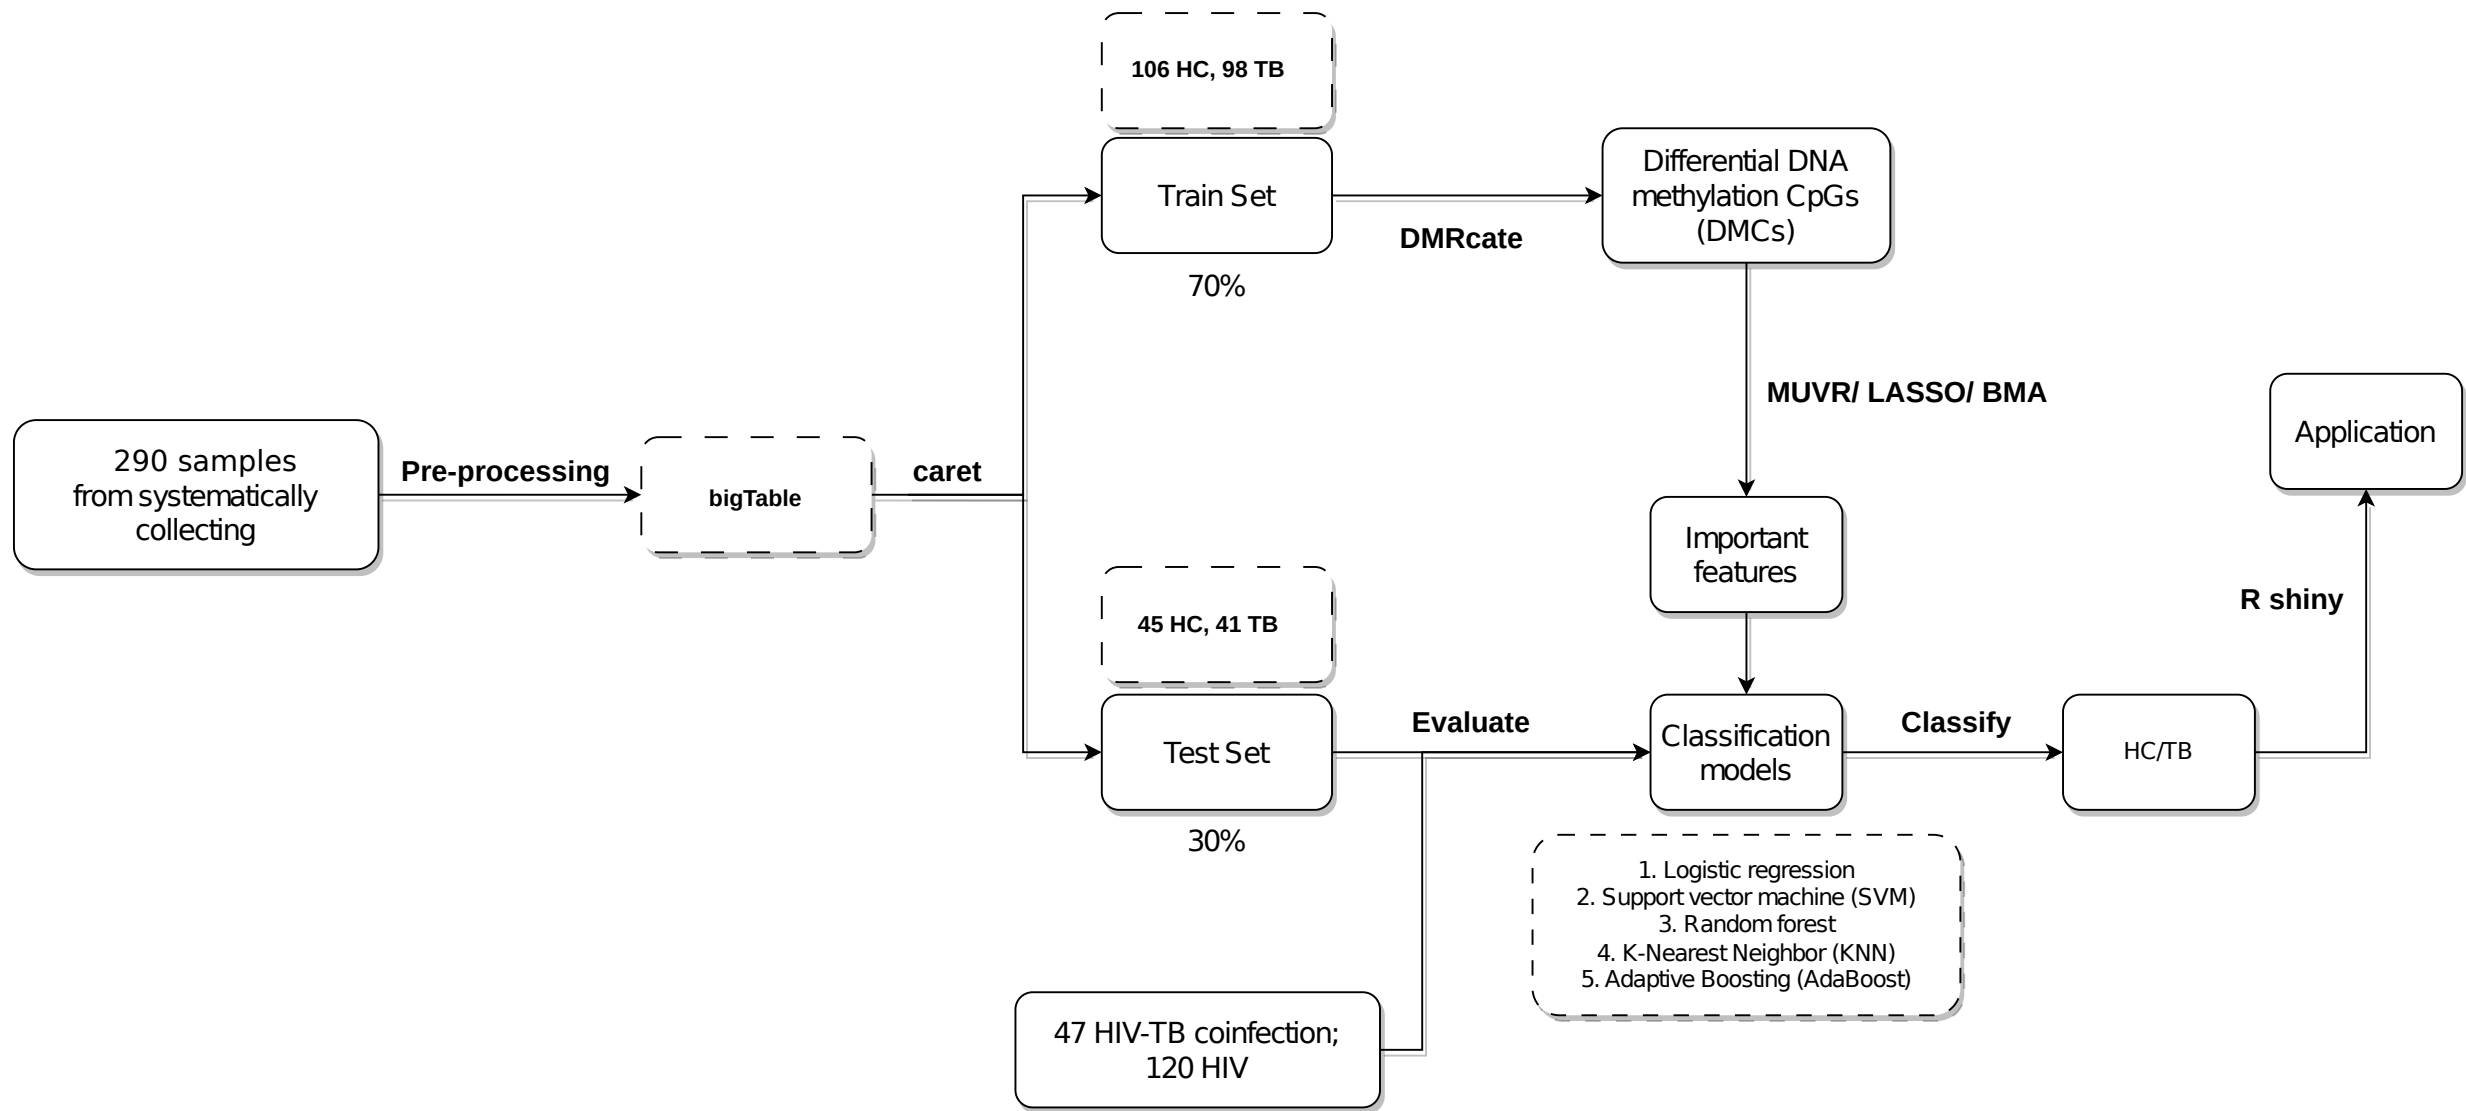 106 HC, 98 TB
Train Set
70%
DMRcate
Differential DNA
methylation CpGs
(DMCs)
MUVR/ LASSO/ BMA
290 samples
from systematically
collecting
Pre-processing
bigTable
caret
Important
features
Application
R shiny
45 HC, 41 TB
Test Set
30%
Evaluate
Classification
models
Classify
HC/TB
1. Logistic regression
2. Support vector machine (SVM)
3. Random forest
4. K-Nearest Neighbor (KNN)
5. Adaptive Boosting (AdaBoost)
47 HIV-TB coinfection;
120 HIV